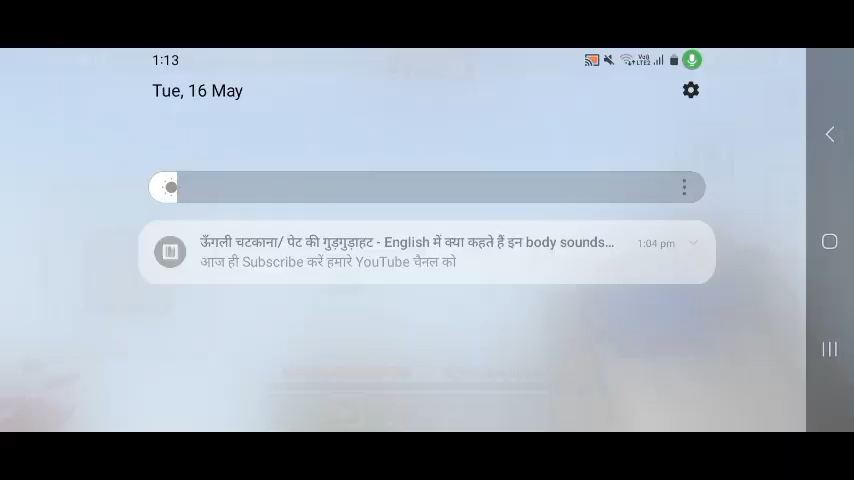 1:13
Tue, 16 May
ऊँगली चटकाना/ पेट की गुड़गुड़ाहट - English में क्या कहते हैं इन body sounds...
1:04 pm
आज ही Subscribe करें हमारे YouTube चैनल को